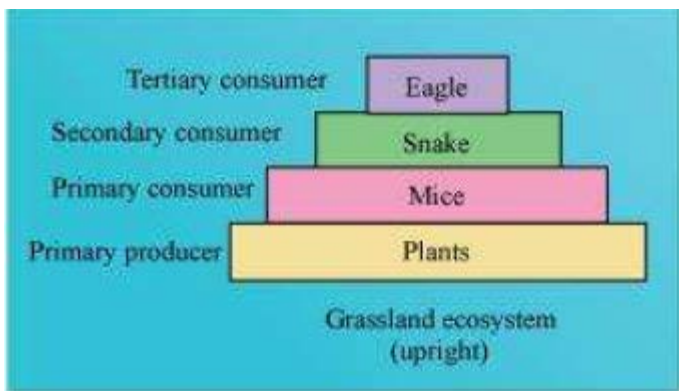 Tertiary consumer Eagle
Secondary consumer Snake
Primary consumer Mice
Primary producer Plants
Grassland ecosystem
(upright)